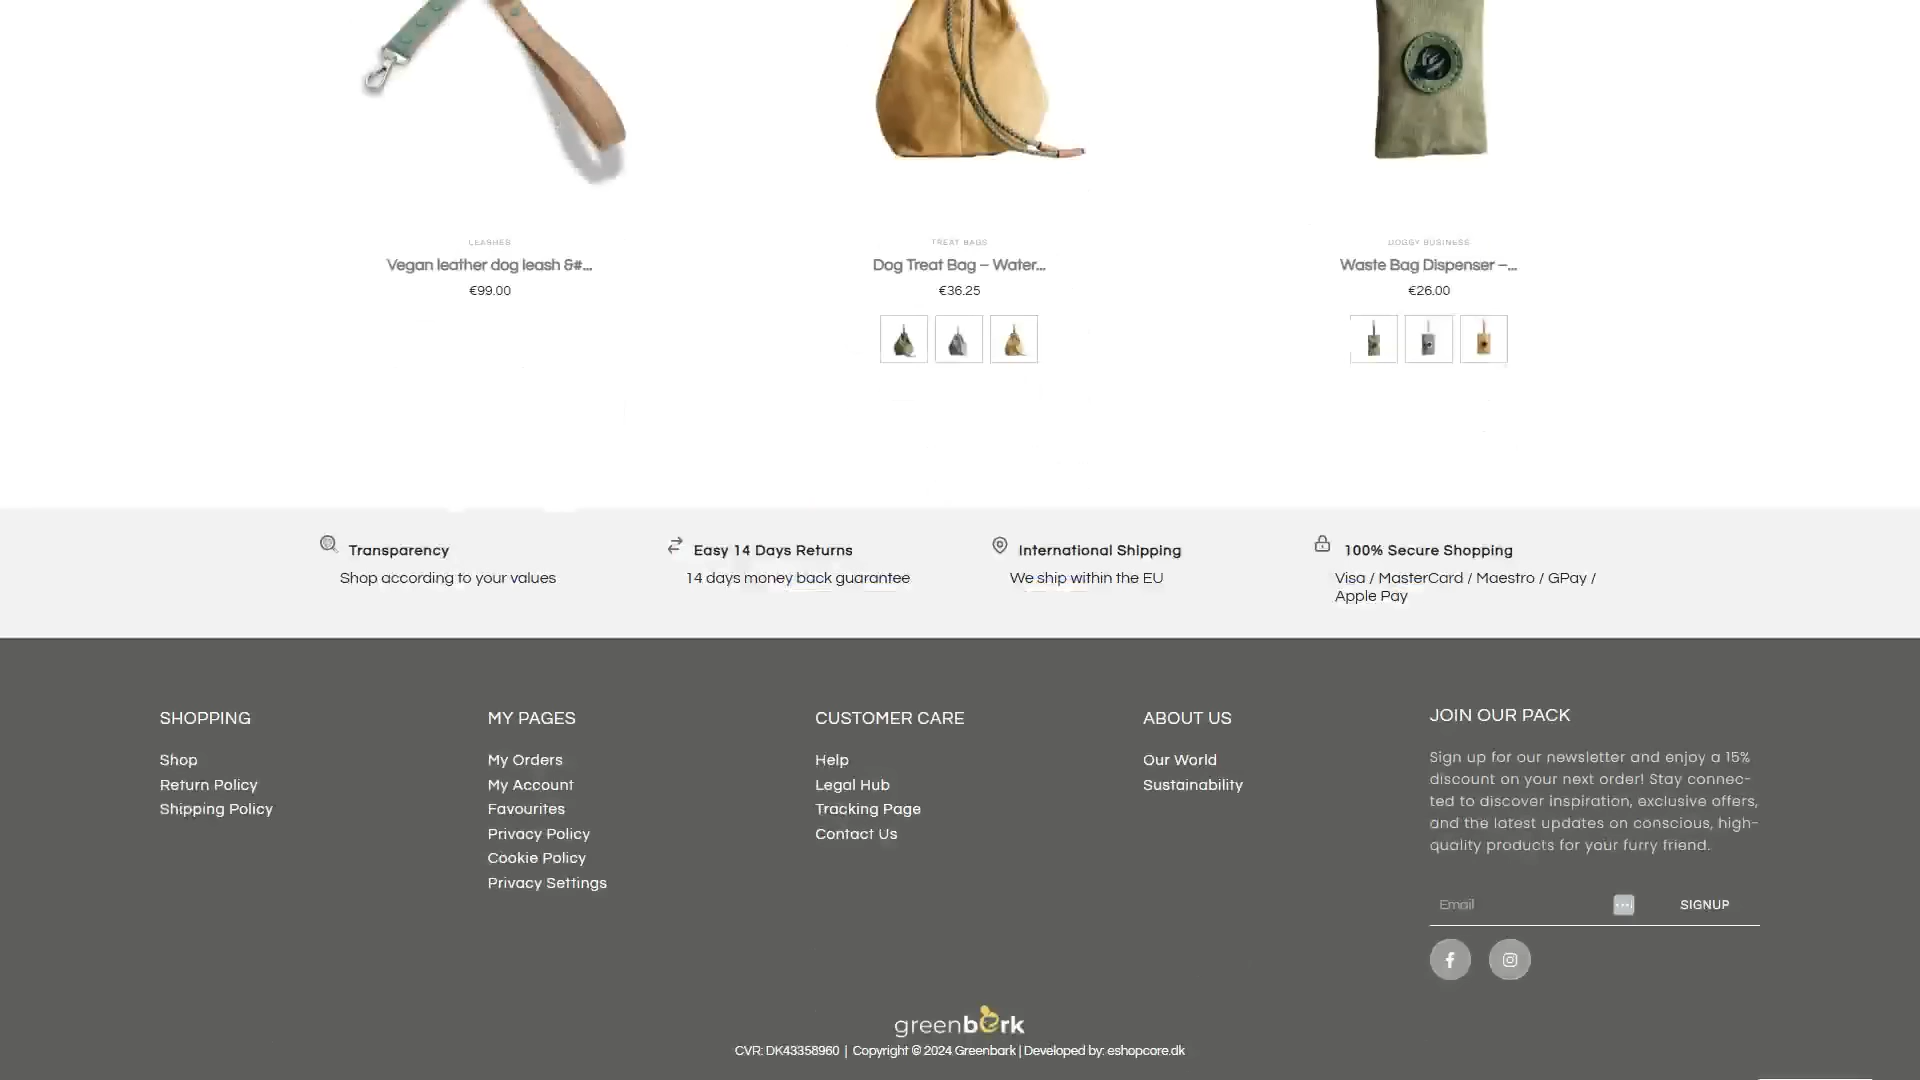 LEASHES
Vegan leather dog leash &#...
€99.00
TREAT BAGS
Dog Treat Bag – Water...
€36.25
DOGGY BUSINESS
Waste Bag Dispenser –...
€26.00
Transparency
Shop according to your values
Easy 14 Days Returns
14 days money back guarantee
International Shipping
We ship within the EU
100% Secure Shopping
Visa / MasterCard / Maestro / GPay /
Apple Pay
SHOPPING
Shop
Return Policy
Shipping Policy
MY PAGES
My Orders
My Account
Favourites
Privacy Policy
Cookie Policy
Privacy Settings
CUSTOMER CARE
Help
Legal Hub
Tracking Page
Contact Us
ABOUT US
Our World
Sustainability
JOIN OUR PACK
Sign up for our newsletter and enjoy a 15%
discount on your next order! Stay connec-
ted to discover inspiration, exclusive offers,
and the latest updates on conscious, high-
quality products for your furry friend.
Email
SIGNUP
greenbark
CVR: DK43358960 | Copyright © 2024 Greenbark | Developed by: eshopcore.dk